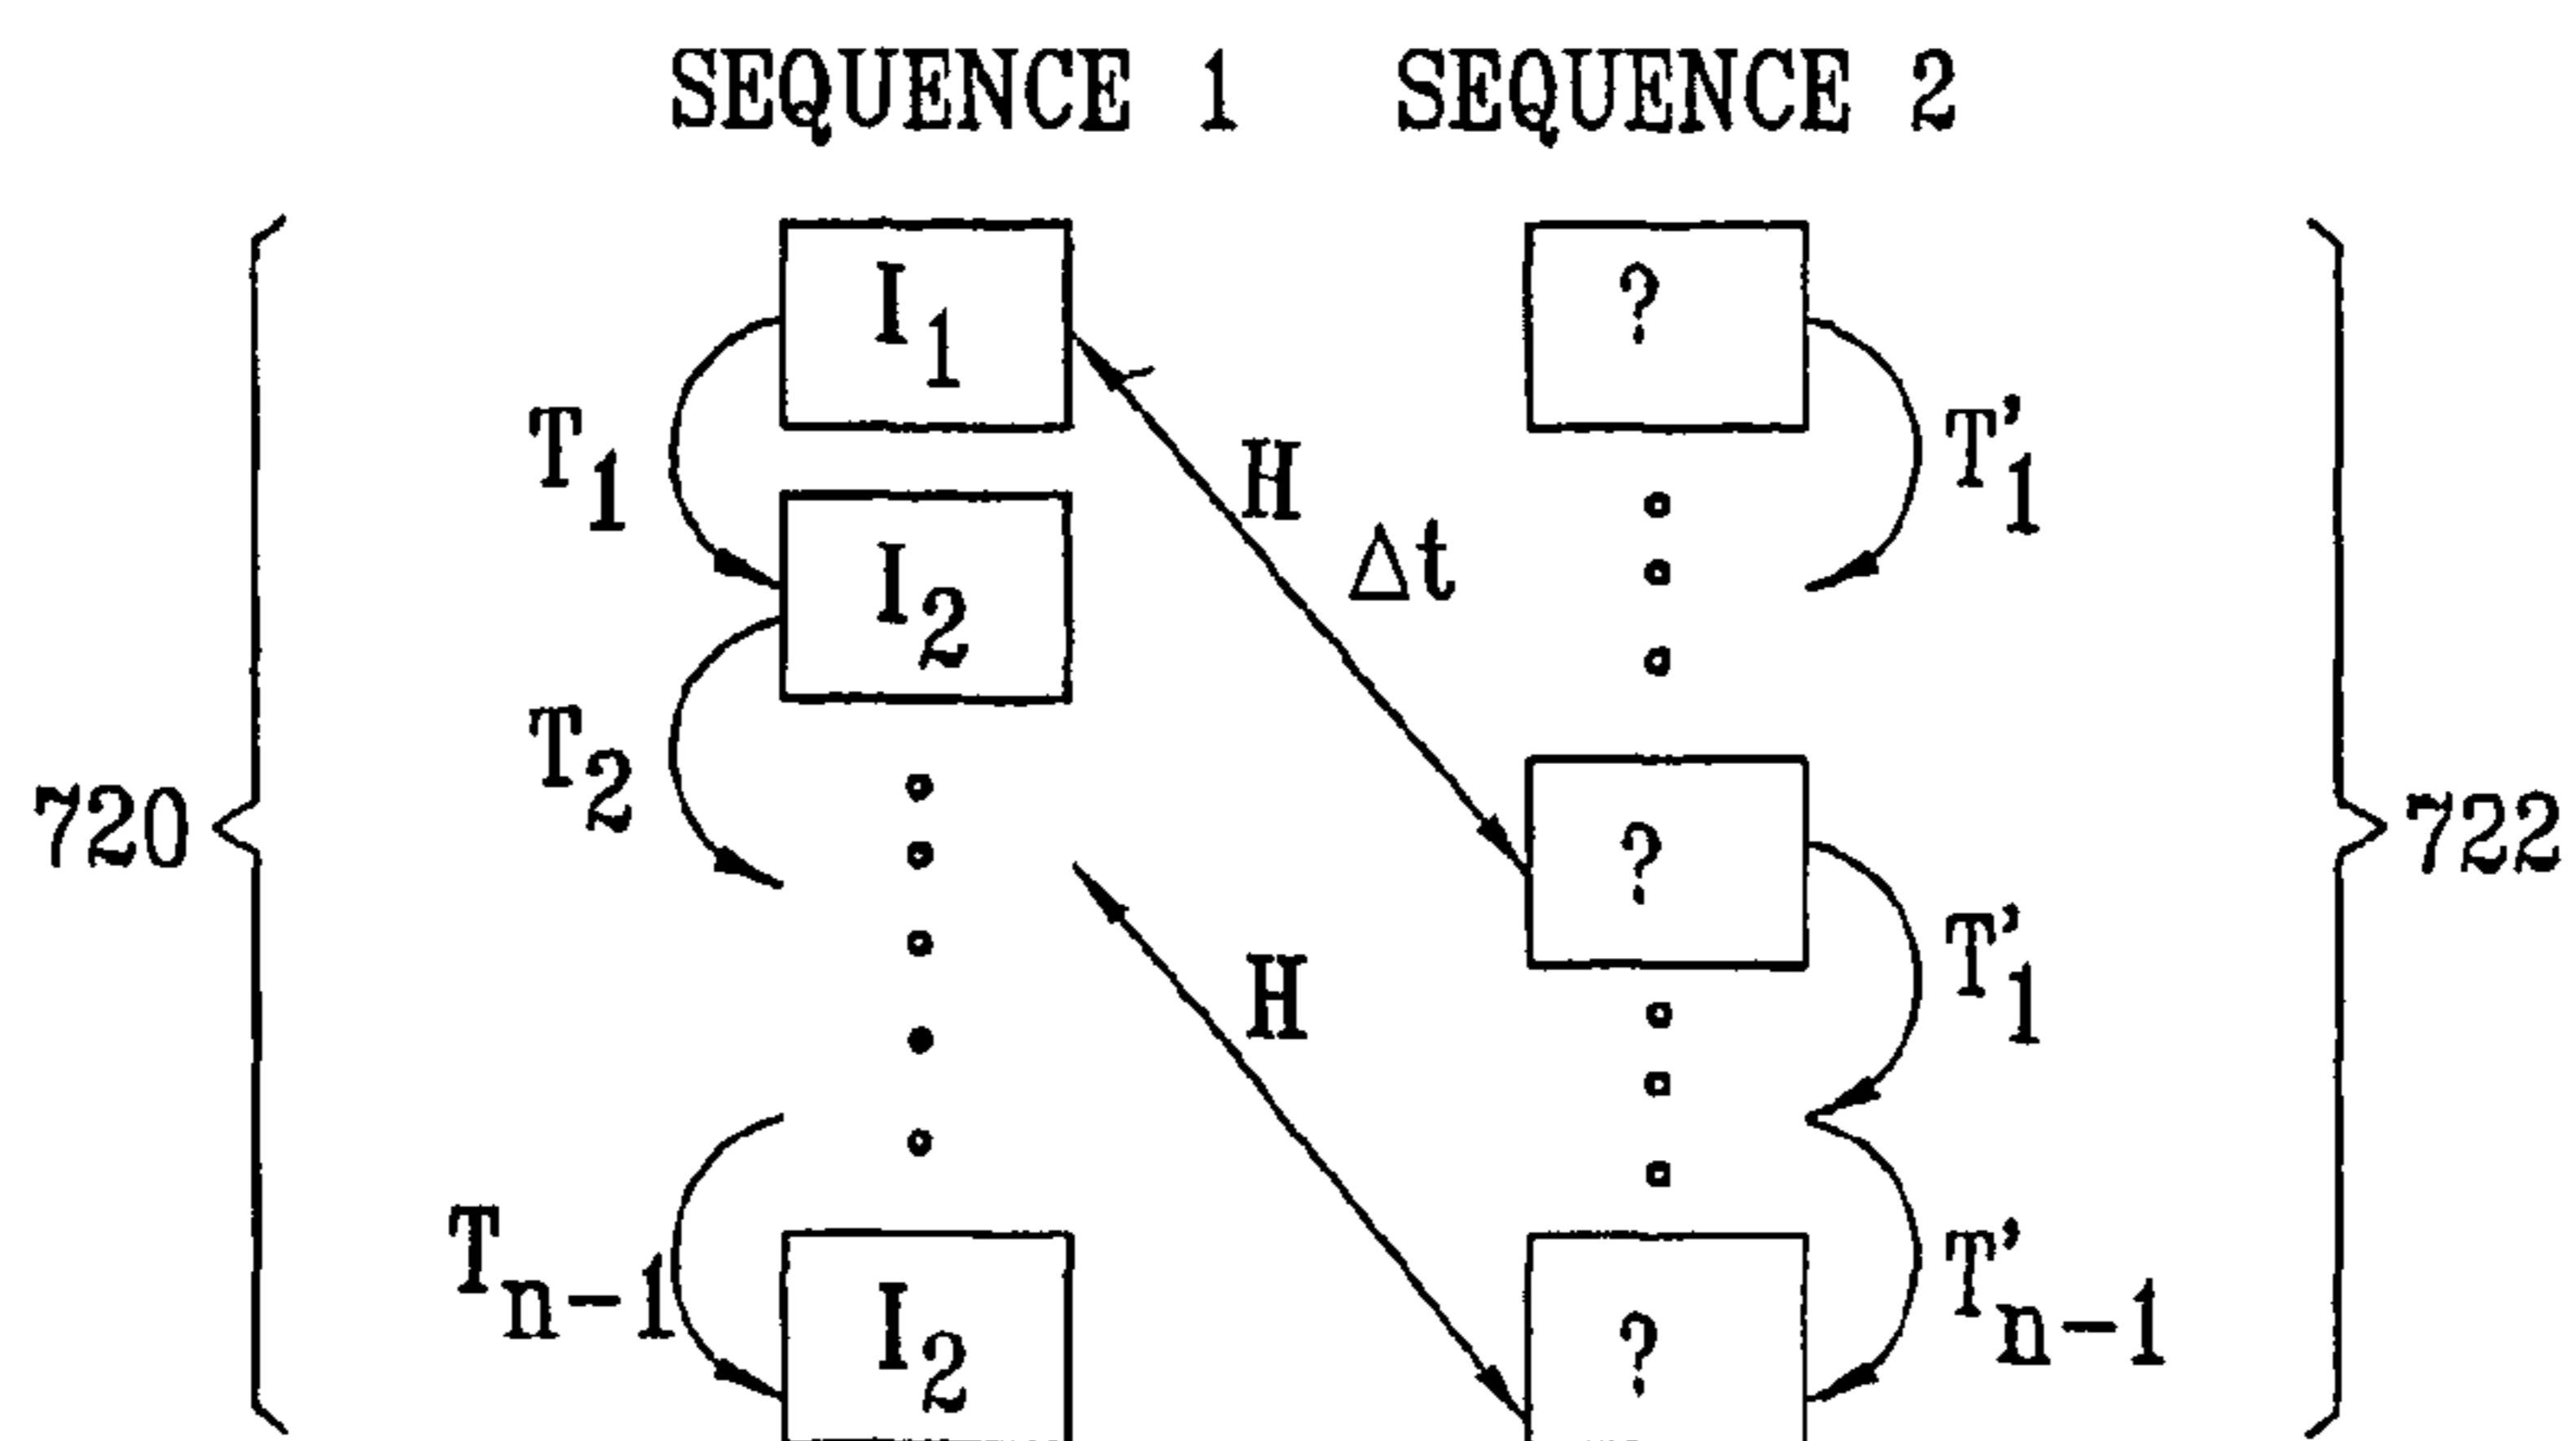 SEQUENCE 1 SEQUENCE 2
I1 ?
T1 H T'1
Δt
I2
T2
720 ? 722
H T'1
Tn-1 T'n-1
I2 ?